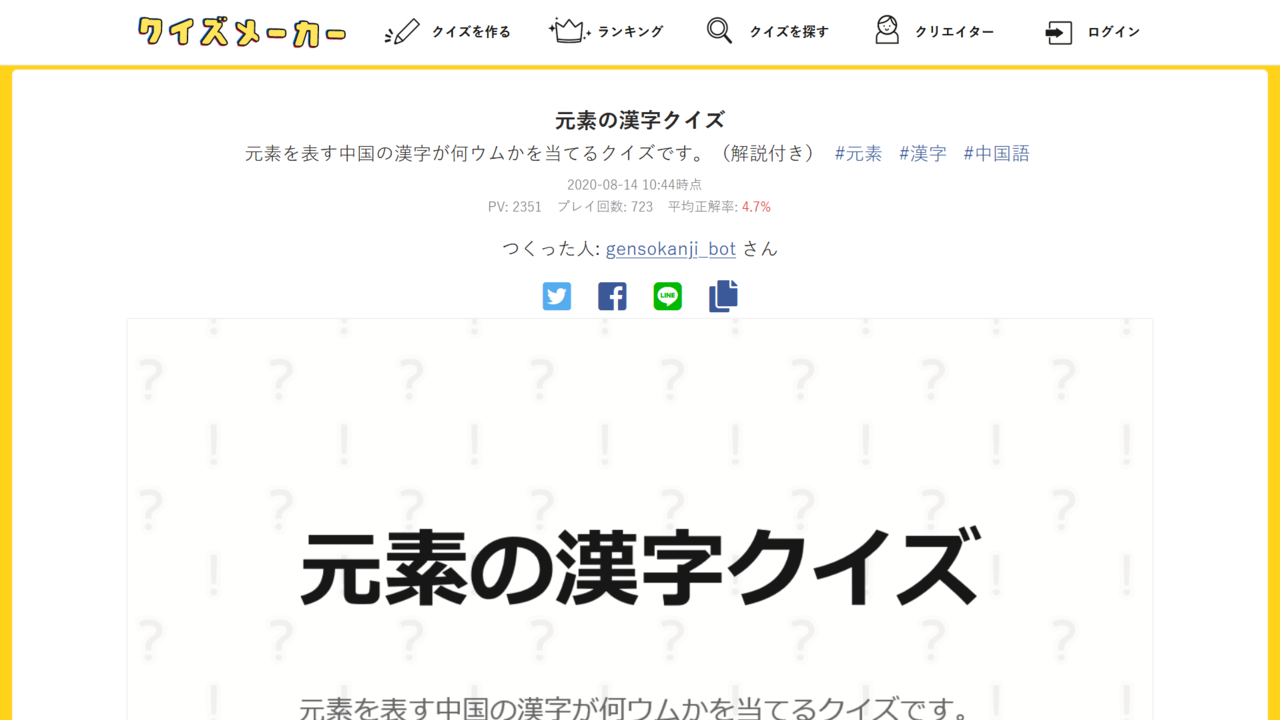 クイズメーカー クイズを作る ランキング クイズを探す クリエイター ログイン
元素の漢字クイズ
元素を表す中国の漢字が何ウムかを当てるクイズです。（解説付き） #元素 #漢字 #中国語
2020-08-14 10:44時点
PV: 2351 プレイ回数: 723 平均正解率: 4.7%
つくった人: gensokanji_bot さん
LINE
元素の漢字クイズ
元素を表す中国の漢字が何ウムかを当てるクイズです。